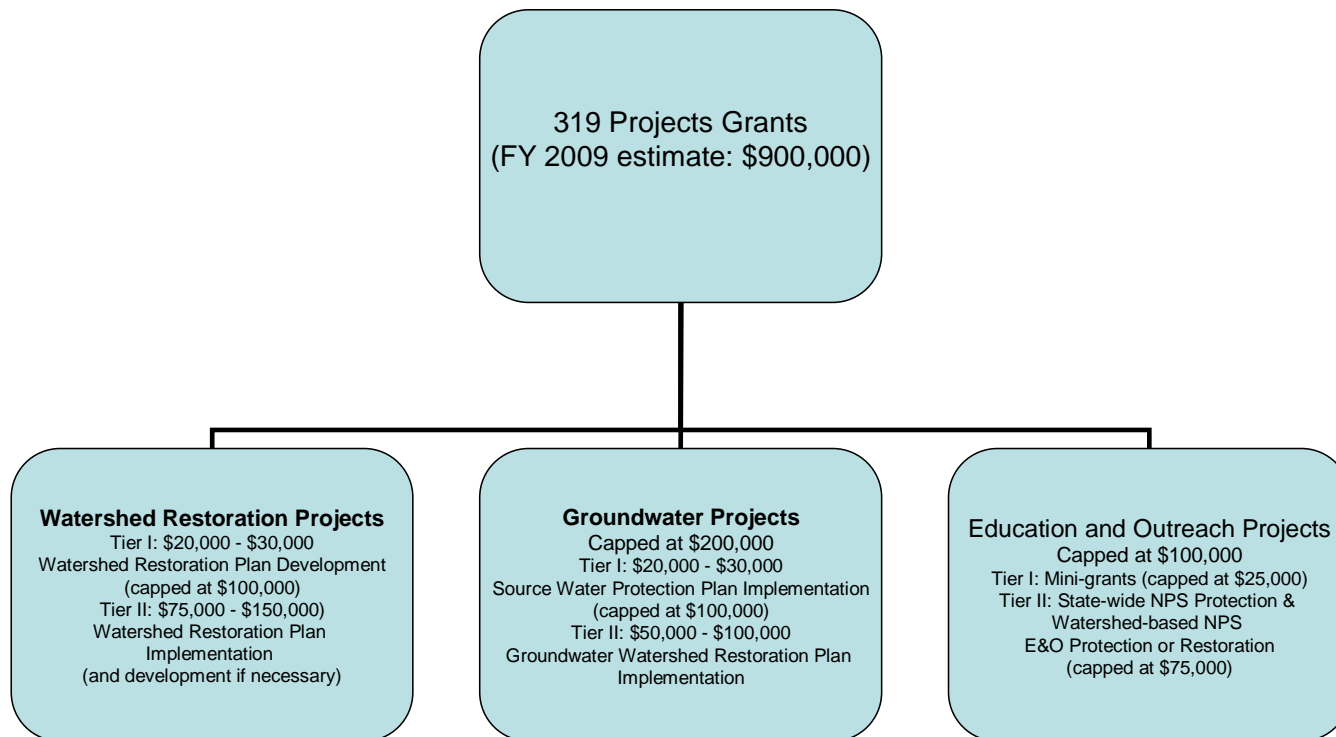 319 Projects Grants
(FY 2009 estimate: $900,000)
Watershed Restoration Projects
Tier I: $20,000 - $30,000
Watershed Restoration Plan Development
(capped at $100,000)
Tier II: $75,000 - $150,000)
Watershed Restoration Plan
Implementation
(and development if necessary)
Groundwater Projects
Capped at $200,000
Tier I: $20,000 - $30,000
Source Water Protection Plan Implementation
(capped at $100,000)
Tier II: $50,000 - $100,000
Groundwater Watershed Restoration Plan
Implementation
Education and Outreach Projects
Capped at $100,000
Tier I: Mini-grants (capped at $25,000)
Tier II: State-wide NPS Protection &
Watershed-based NPS
E&O Protection or Restoration
(capped at $75,000)